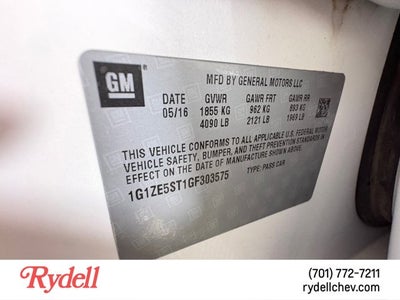 GM
MFD BY GENERAL MOTORS LLC
DATE GVWR GAWR FRT GAWR RR
05/16 1855 KG 962 KG 893 KG
4090 LB 2121 LB 1969 LB
THIS VEHICLE CONFORMS TO ALL APPLICABLE U.S. FEDERAL MOTOR
VEHICLE SAFETY, BUMPER, AND THEFT PREVENTION STANDARDS
IN EFFECT ON THE DATE OF MANUFACTURE SHOWN ABOVE.
1G1ZE5ST1GF303575 TYPE: PASS CAR
Rydell
(701) 772-7211
rydellchev.com